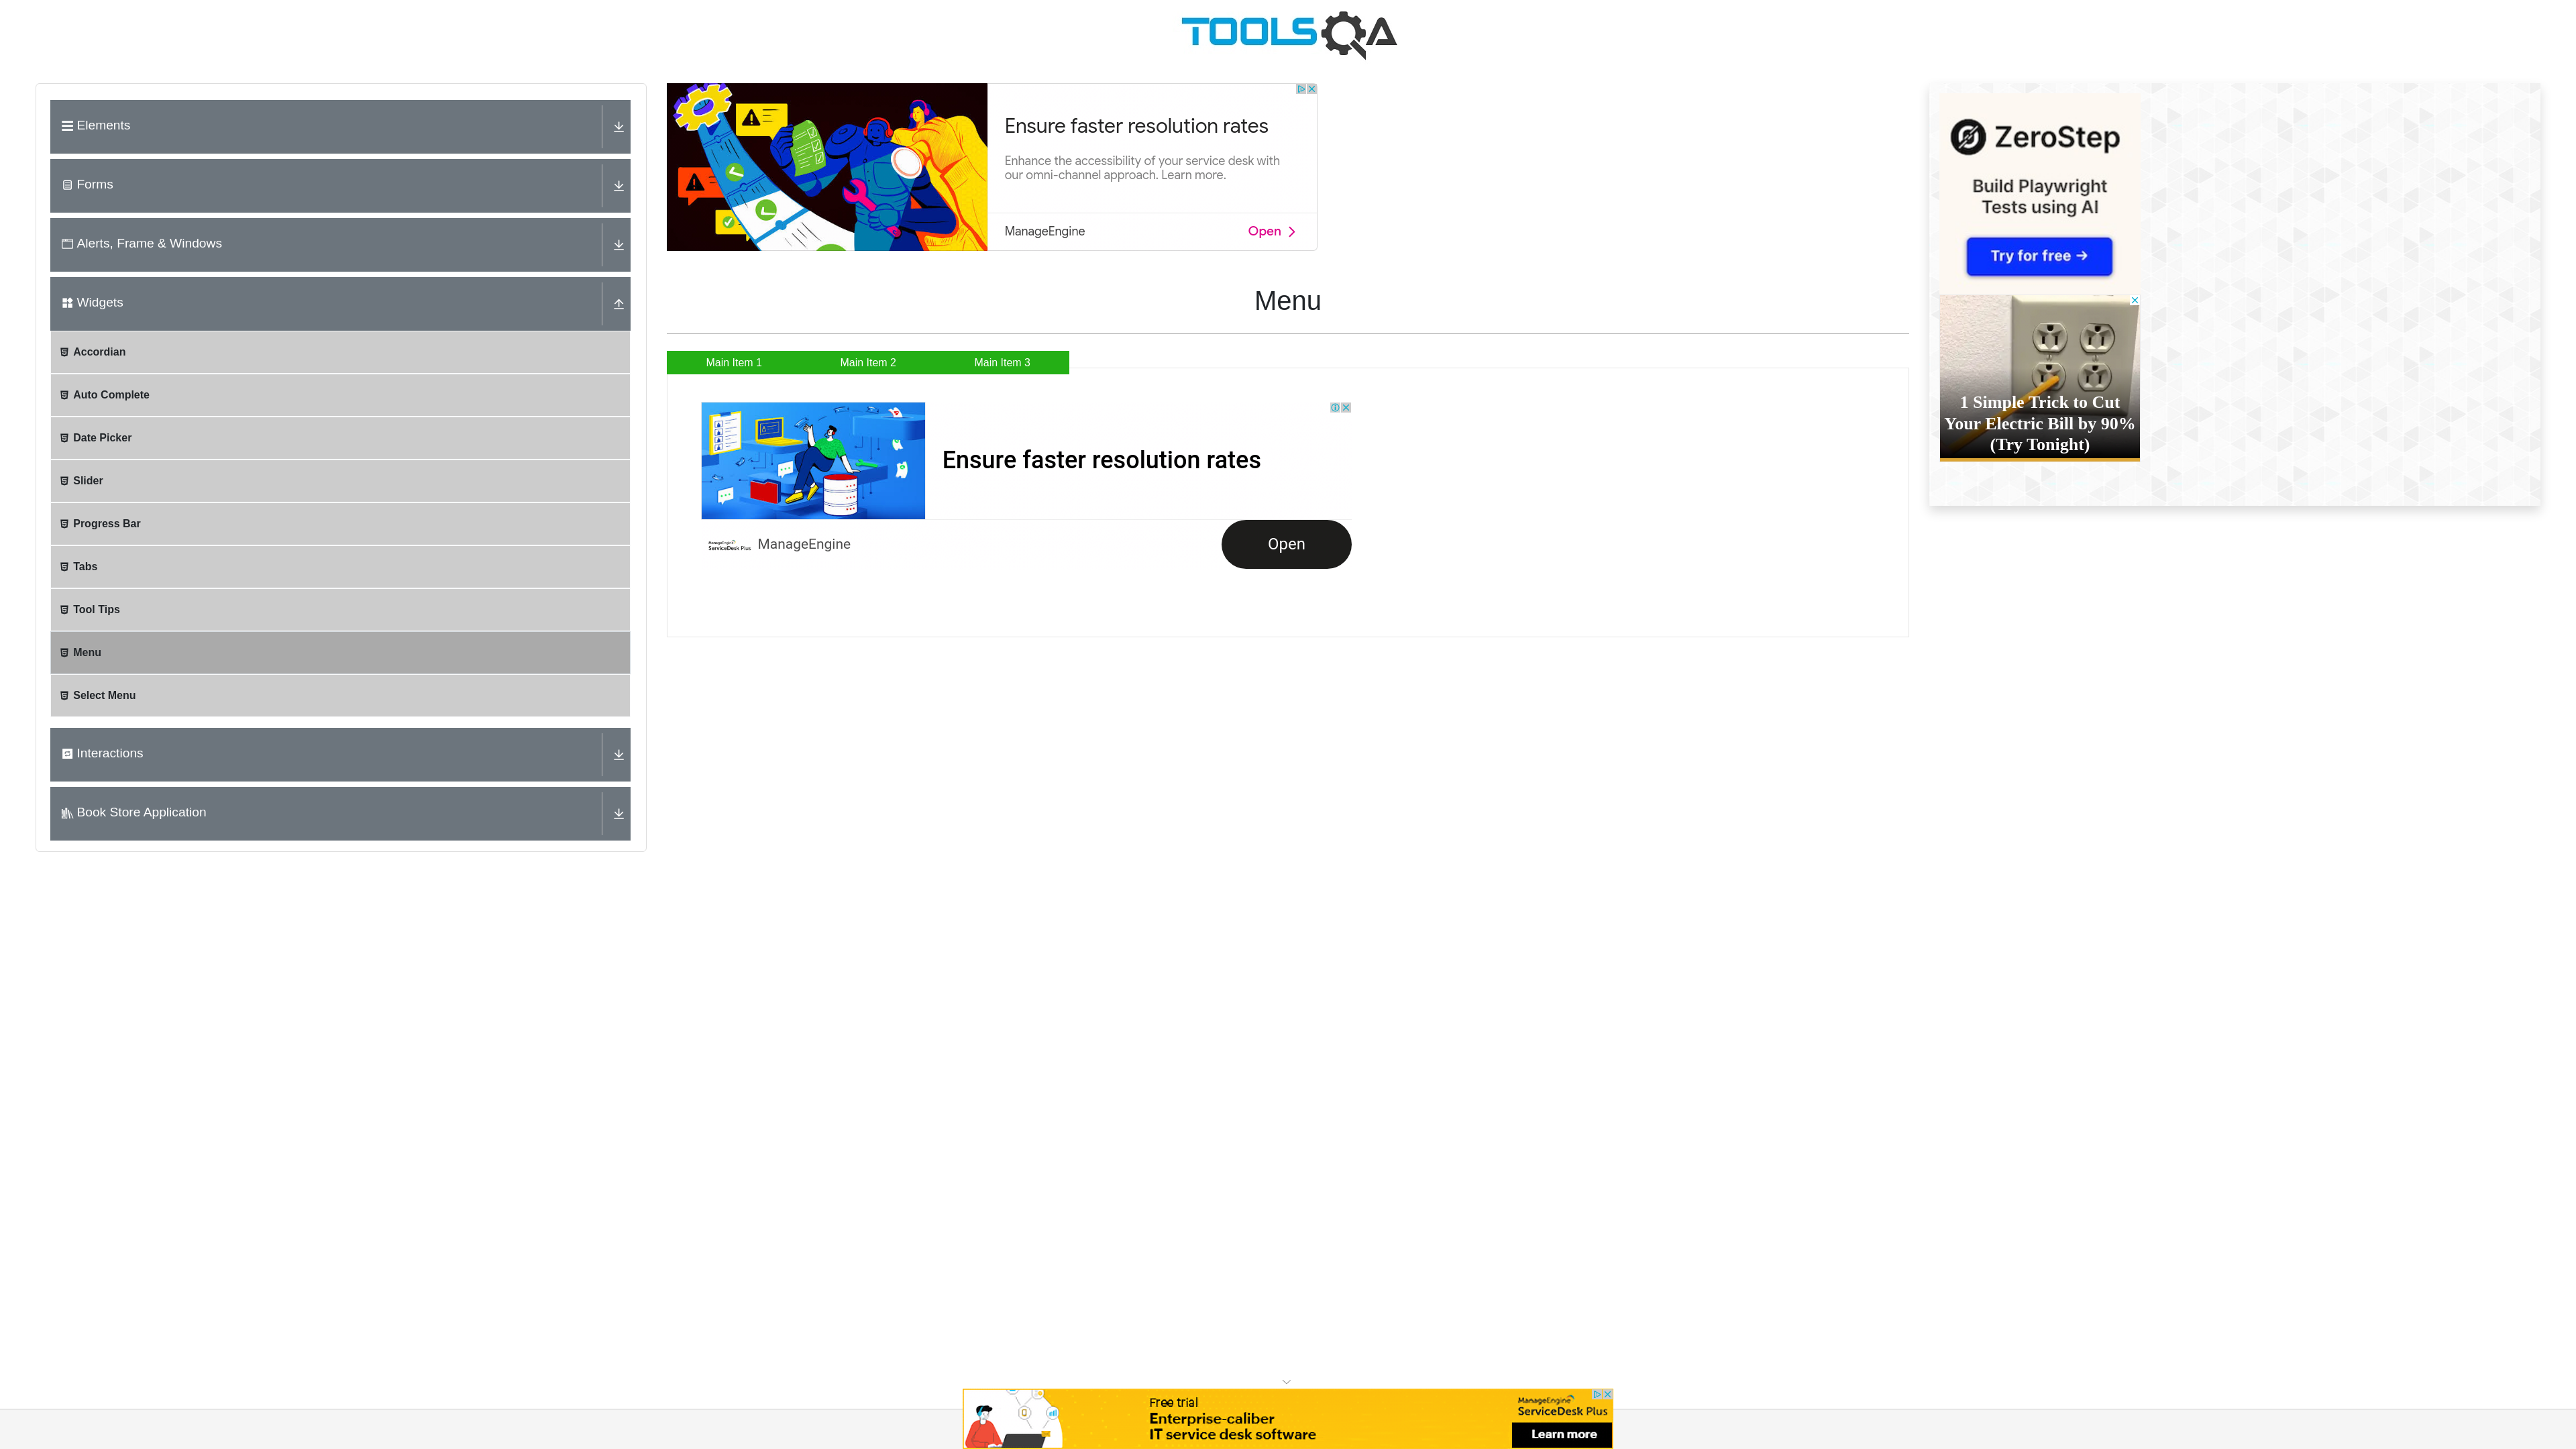 TOOLSQA
Elements
Forms
Alerts, Frame & Windows
Widgets
Accordian
Auto Complete
Date Picker
Slider
Progress Bar
Tabs
Tool Tips
Menu
Select Menu
Interactions
Book Store Application
Ensure faster resolution rates
Enhance the accessibility of your service desk with
our omni-channel approach. Learn more.
ManageEngine
Open
Menu
Main Item 1
Main Item 2
Main Item 3
Ensure faster resolution rates
ManageEngine
ServiceDesk Plus
ManageEngine
Open
ZeroStep
Build Playwright
Tests using AI
Try for free →
1 Simple Trick to Cut
Your Electric Bill by 90%
(Try Tonight)
Free trial
Enterprise-caliber
IT service desk software
ManageEngine
ServiceDesk Plus
Learn more